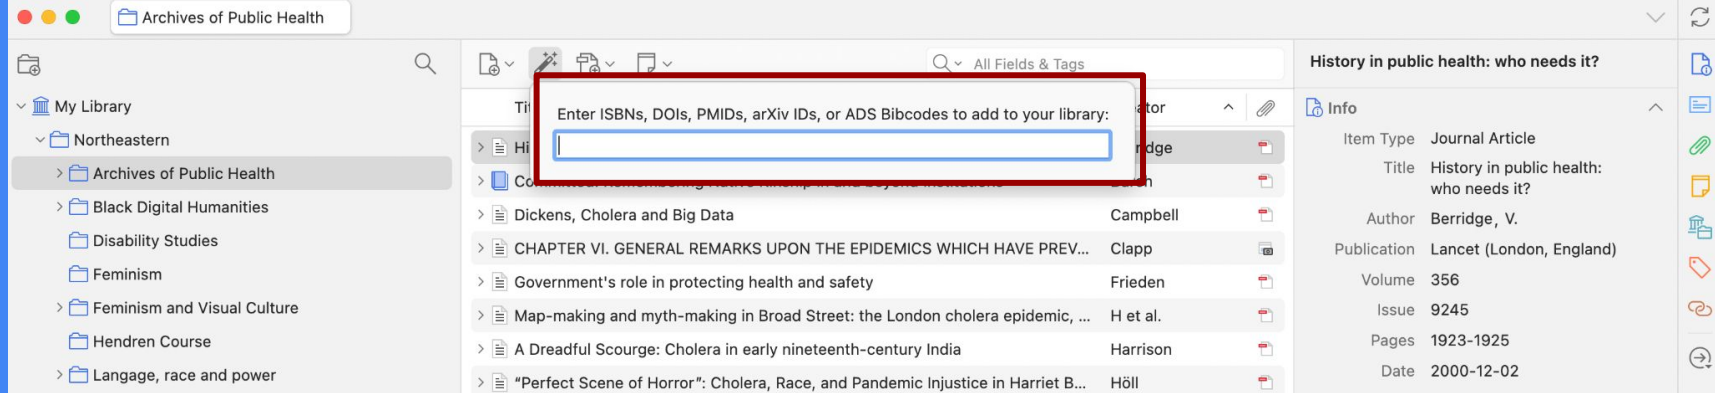 Archives of Public Health
All Fields & Tags
My Library
Northeastern
Archives of Public Health
Black Digital Humanities
Disability Studies
Feminism
Feminism and Visual Culture
Hendren Course
Langage, race and power
Enter ISBNs, DOIs, PMIDs, arXiv IDs, or ADS Bibcodes to add to your library:
Dickens, Cholera and Big Data Campbell
CHAPTER VI. GENERAL REMARKS UPON THE EPIDEMICS WHICH HAVE PREV... Clapp
Government's role in protecting health and safety Frieden
Map-making and myth-making in Broad Street: the London cholera epidemic, ... H et al.
A Dreadful Scourge: Cholera in early nineteenth-century India Harrison
"Perfect Scene of Horror": Cholera, Race, and Pandemic Injustice in Harriet B... Höll
History in public health: who needs it?
Info
Item Type Journal Article
Title History in public health:
who needs it?
Author Berridge, V.
Publication Lancet (London, England)
Volume 356
Issue 9245
Pages 1923-1925
Date 2000-12-02